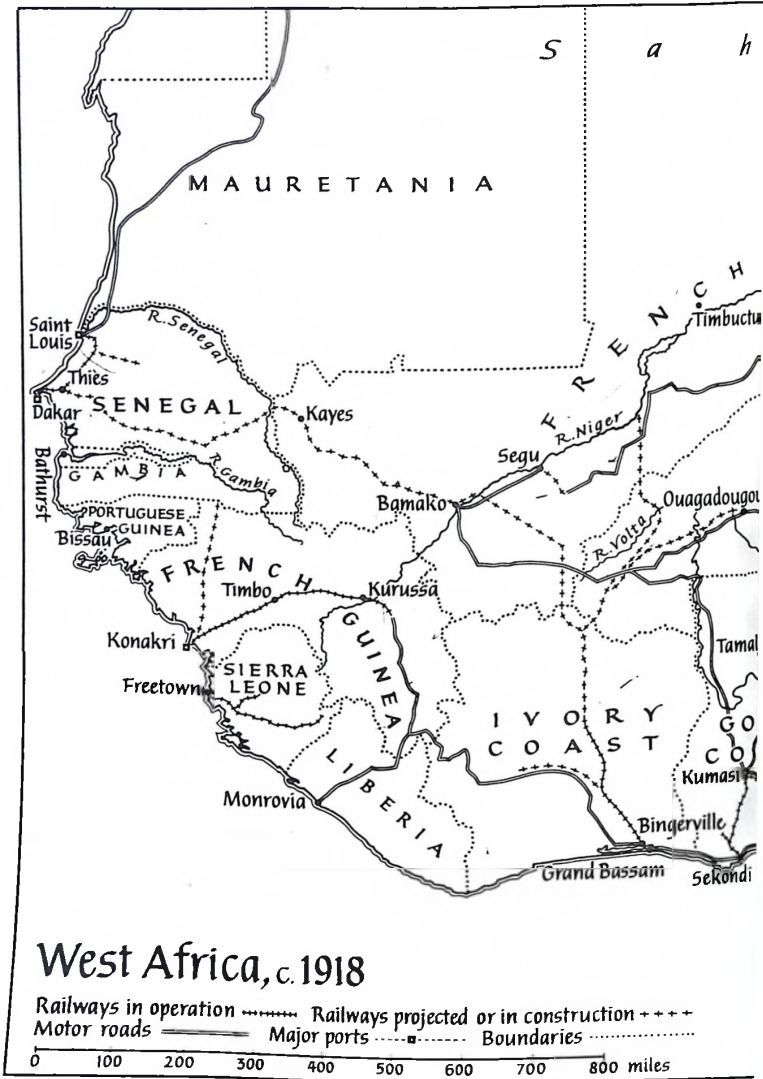 S a h
MAURETANIA
FRENCH
Timbuctu
Saint
Louis
R. Senegal
Thies
Dakar
SENEGAL
Kayes
R. Niger
Segu
Bathurst
GAMBIA
R. Gambia
Bamako
Ouagadougou
PORTUGUESE
GUINEA
Bissau
R. Volta
FRENCH
GUINEA
Timbo
Kurussa
Konakri
SIERRA
LEONE
Freetown
Tamal
IVORY
COAST
GO
CO
Kumasi
LIBERIA
Monrovia
Bingerville
Grand Bassam
Sekondi
West Africa, c. 1918
Railways in operation Railways projected or in construction
Motor roads Major ports Boundaries
0 100 200 300 400 500 600 700 800 miles